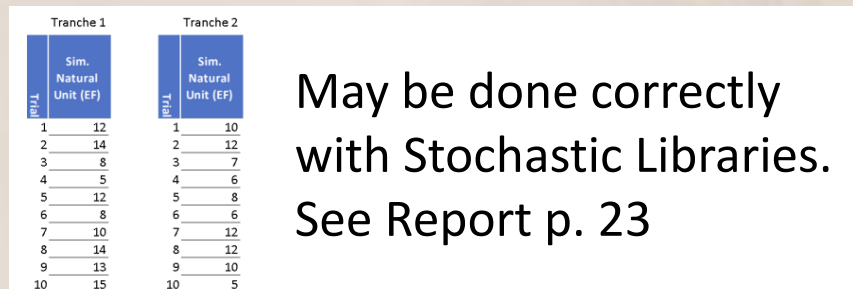 Tranche 1 Tranche 2
Trial Sim. Natural Unit (EF) Trial Sim. Natural Unit (EF)
1 12 1 10
2 14 2 12
3 8 3 7
4 5 4 6
5 12 5 8
6 8 6 6
7 10 7 12
8 14 8 12
9 13 9 10
10 15 10 5
May be done correctly
with Stochastic Libraries.
See Report p. 23